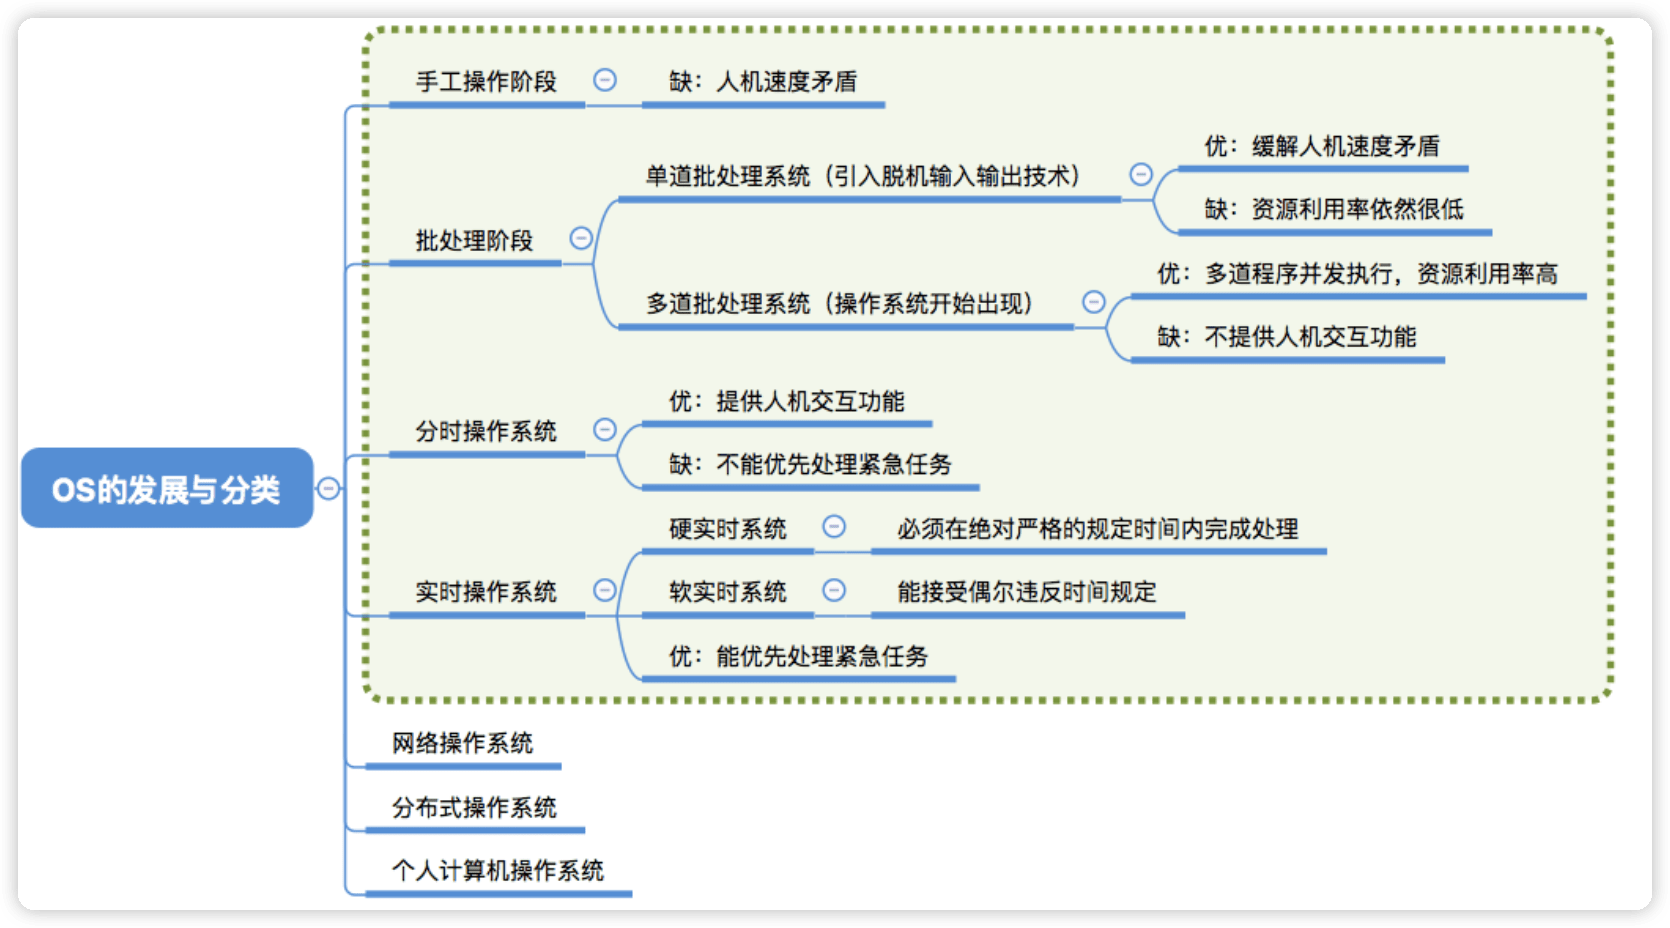 OS的发展与分类
手工操作阶段
缺：人机速度矛盾
批处理阶段
单道批处理系统（引入脱机输入输出技术）
优：缓解人机速度矛盾
缺：资源利用率依然很低
多道批处理系统（操作系统开始出现）
优：多道程序并发执行，资源利用率高
缺：不提供人机交互功能
分时操作系统
优：提供人机交互功能
缺：不能优先处理紧急任务
实时操作系统
硬实时系统
必须在绝对严格的规定时间内完成处理
软实时系统
能接受偶尔违反时间规定
优：能优先处理紧急任务
网络操作系统
分布式操作系统
个人计算机操作系统